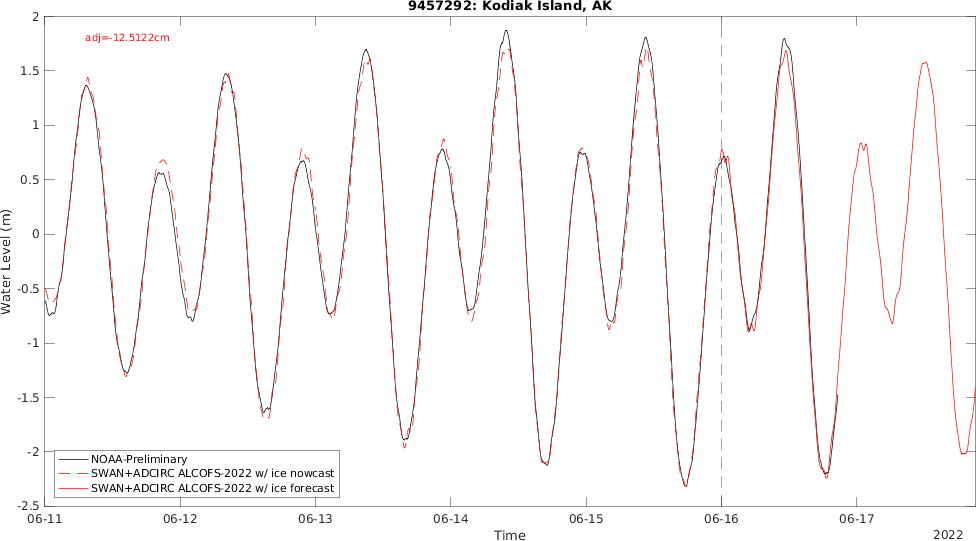 9457292: Kodiak Island, AK
adj=-12.5122cm
2
1.5
1
0.5
0
-0.5
-1
-1.5
-2
-2.5
Water Level (m)
NOAA-Preliminary
SWAN+ADCIRC ALCOFS-2022 w/ ice nowcast
SWAN+ADCIRC ALCOFS-2022 w/ ice forecast
06-11 06-12 06-13 06-14 06-15 06-16 06-17
Time
2022